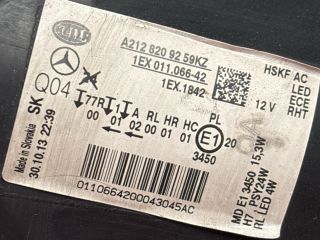 HELLA
A212 820 92 59KZ
1EX 011.066-42
1EX.1842
HSKF AC
LED
ECE
RHT
12 V
Q04
SK
77R 1 A RL HR HC PL
00 01 02 00 01 E1 20
3450
Made in Slovakia
30.10.13 22:39
0110664200043045AC
MD E1 3450
H7 PSY24W 15,3W
RL LED 4W